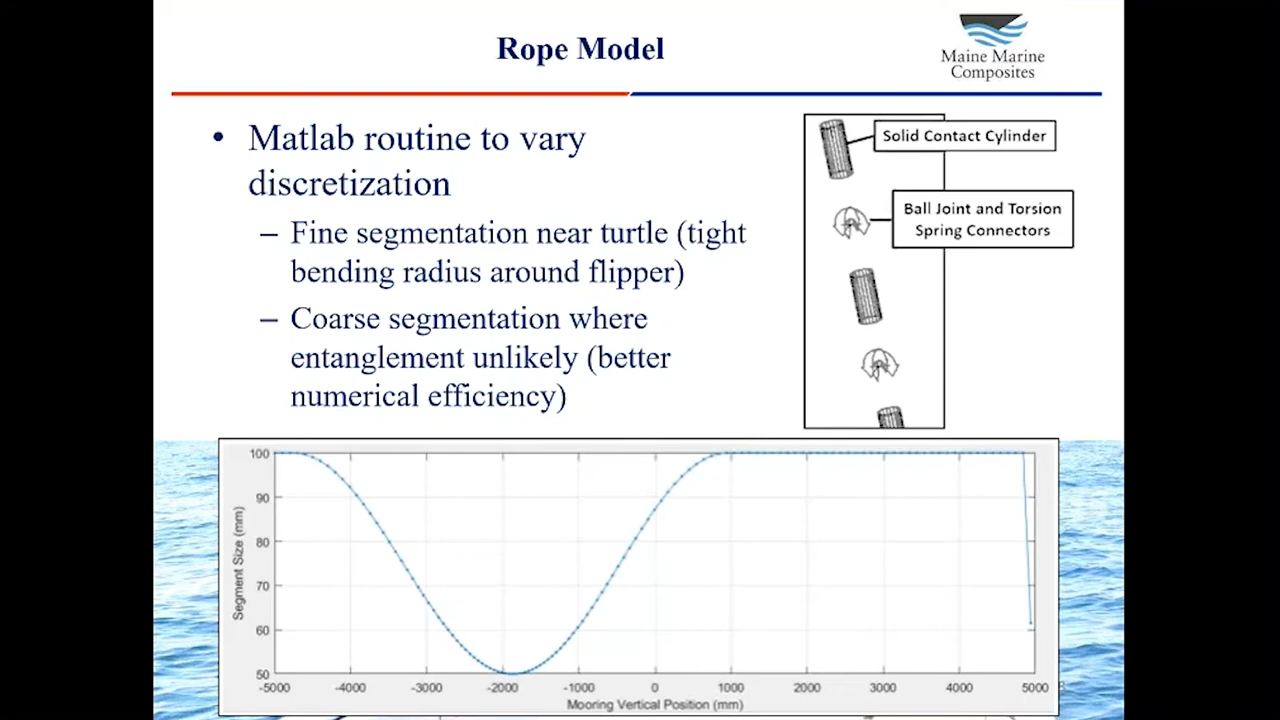 Rope Model
Maine Marine
Composites
• Matlab routine to vary
discretization
– Fine segmentation near turtle (tight
bending radius around flipper)
– Coarse segmentation where
entanglement unlikely (better
numerical efficiency)
Solid Contact Cylinder
Ball Joint and Torsion
Spring Connectors
Segment Size (mm)
100
90
80
70
60
50
-5000 -4000 -3000 -2000 -1000 0 1000 2000 3000 4000 5000
Mooring Vertical Position (mm)